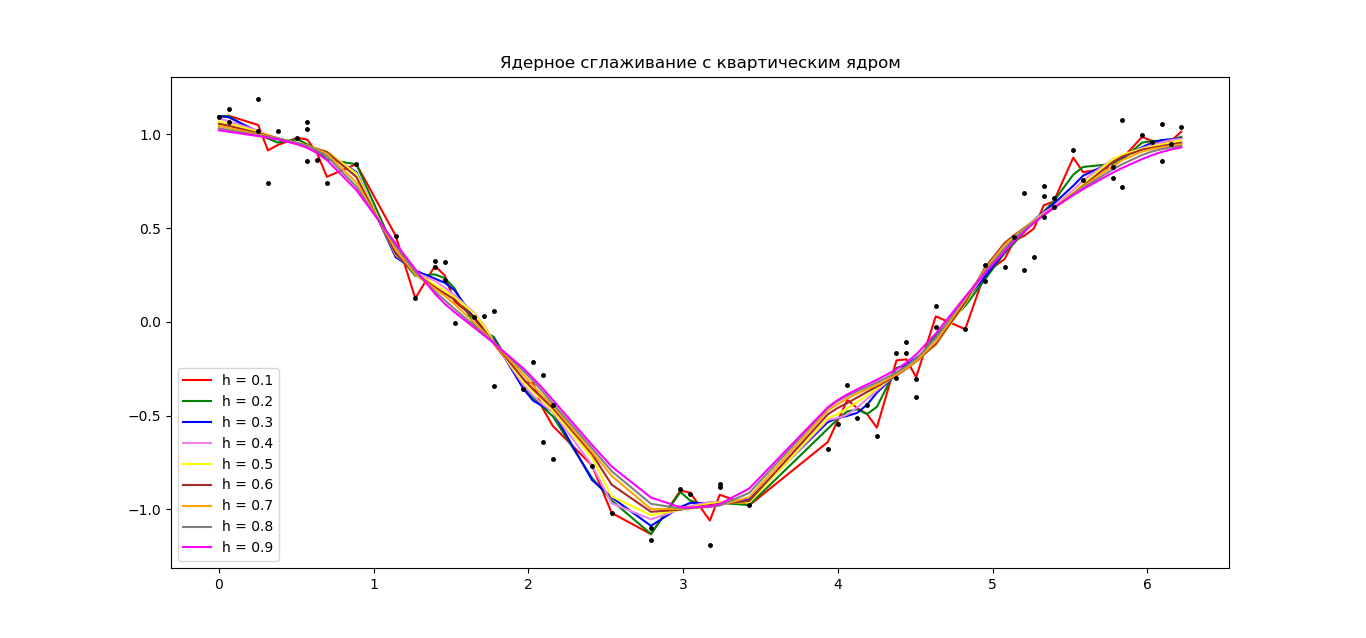 Ядерное сглаживание с квартическим ядром
1.0
0.5
0.0
−0.5
−1.0
h = 0.1
h = 0.2
h = 0.3
h = 0.4
h = 0.5
h = 0.6
h = 0.7
h = 0.8
h = 0.9
0 1 2 3 4 5 6